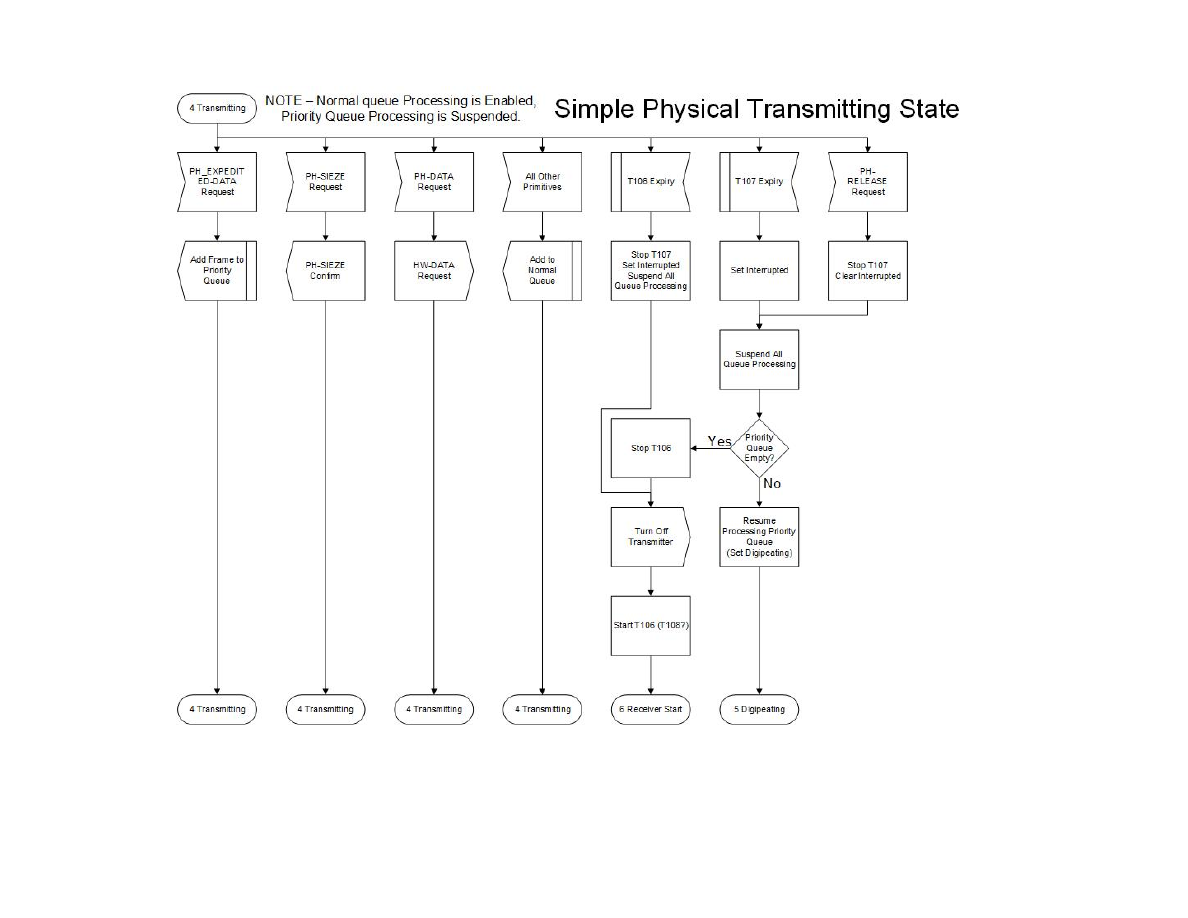 4 Transmitting
NOTE – Normal queue Processing is Enabled,
Priority Queue Processing is Suspended.
Simple Physical Transmitting State
PH_EXPEDIT
ED-DATA
Request
PH-SIEZE
Request
PH-DATA
Request
All Other
Primitives
T106 Expiry
T107 Expiry
PH-
RELEASE
Request
Add Frame to
Priority
Queue
PH-SIEZE
Confirm
HW-DATA
Request
Add to
Normal
Queue
Stop T107
Set Interrupted
Suspend All
Queue Processing
Set Interrupted
Stop T107
Clear Interrupted
Suspend All
Queue Processing
Stop T106
Yes
Priority
Queue
Empty?
No
Turn Off
Transmitter
Resume
Processing Priority
Queue
(Set Digipeating)
Start T106 (T108?)
4 Transmitting
4 Transmitting
4 Transmitting
4 Transmitting
6 Receiver Start
5 Digipeating